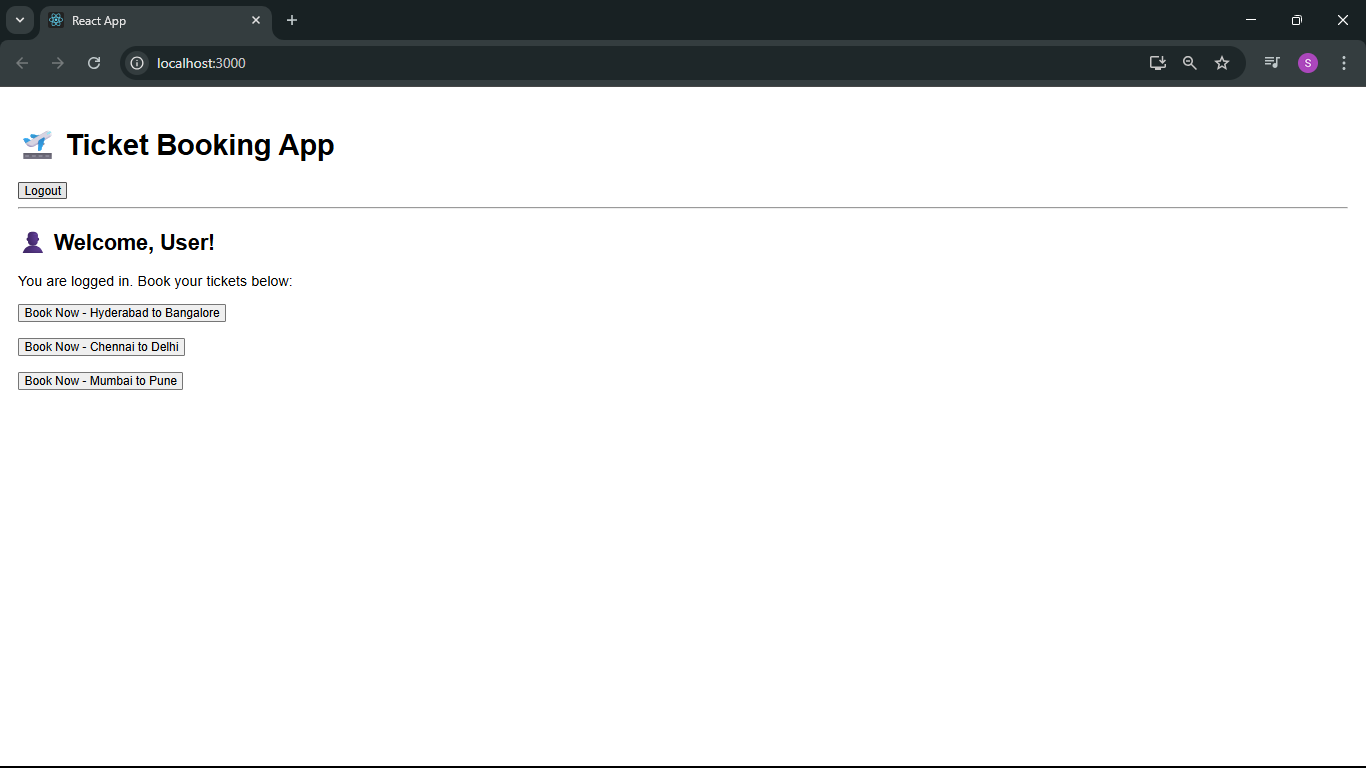 React App
localhost:3000
S
Ticket Booking App
Logout
Welcome, User!
You are logged in. Book your tickets below:
Book Now - Hyderabad to Bangalore
Book Now - Chennai to Delhi
Book Now - Mumbai to Pune